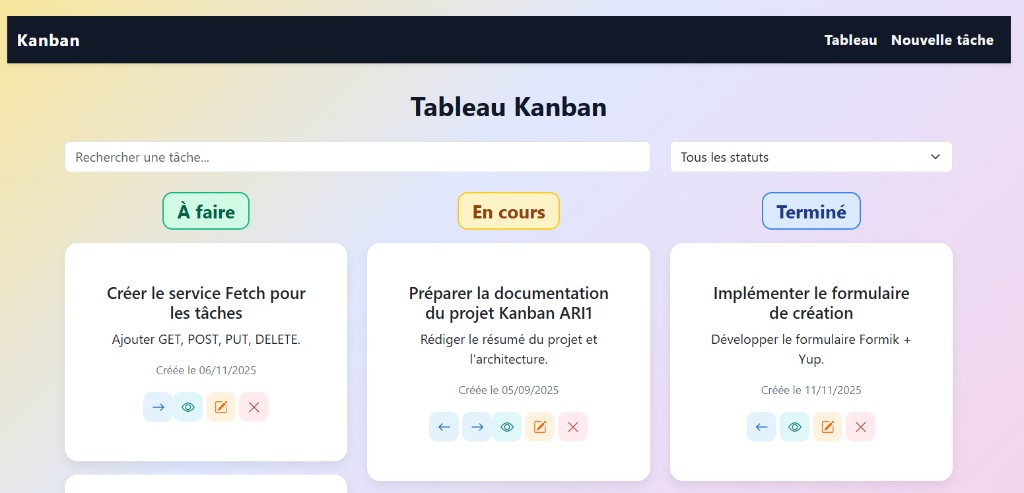 Kanban
Tableau
Nouvelle tâche
Tableau Kanban
Rechercher une tâche...
Tous les statuts
À faire
Créer le service Fetch pour
les tâches
Ajouter GET, POST, PUT, DELETE.
Créée le 06/11/2025
En cours
Préparer la documentation
du projet Kanban ARI1
Rédiger le résumé du projet et
l'architecture.
Créée le 05/09/2025
Terminé
Implémenter le formulaire
de création
Développer le formulaire Formik +
Yup.
Créée le 11/11/2025